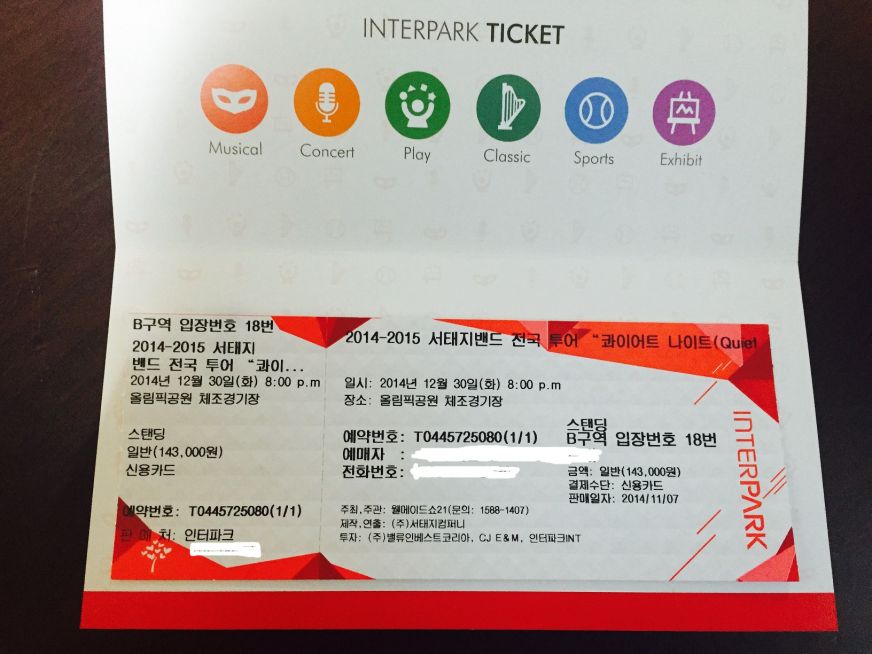 INTERPARK TICKET
Musical
Concert
Play
Classic
Sports
Exhibit
B구역 입장번호 18번
2014-2015 서태지
밴드 전국 투어 “콰이...
2014년 12월 30일(화) 8:00 p.m
올림픽공원 체조경기장
스탠딩
일반(143,000원)
신용카드
예약번호: T0445725080(1/1)
판 매 처: 인터파크
2014-2015 서태지밴드 전국 투어 “콰이어트 나이트(Quiet
일시: 2014년 12월 30일(화) 8:00 p.m
장소: 올림픽공원 체조경기장
예약번호: T0445725080(1/1)
예매자 :
전화번호:
스탠딩
B구역 입장번호 18번
금액: 일반(143,000원)
결제수단: 신용카드
판매일자: 2014/11/07
주최,주관: 웰메이드쇼21(문의: 1588-1407)
제작,연출: (주)서태지컴퍼니
투자: (주)밸류인베스트코리아, CJ E&M, 인터파크INT
INTERPARK